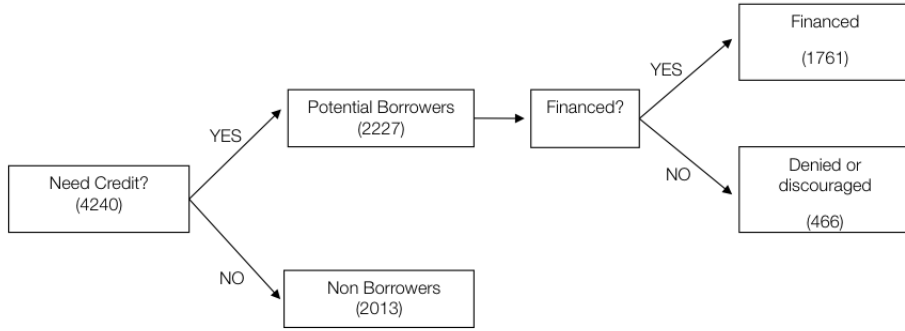 Need Credit?
(4240)
YES
NO
Potential Borrowers
(2227)
Non Borrowers
(2013)
Financed?
YES
NO
Financed
(1761)
Denied or
discouraged
(466)